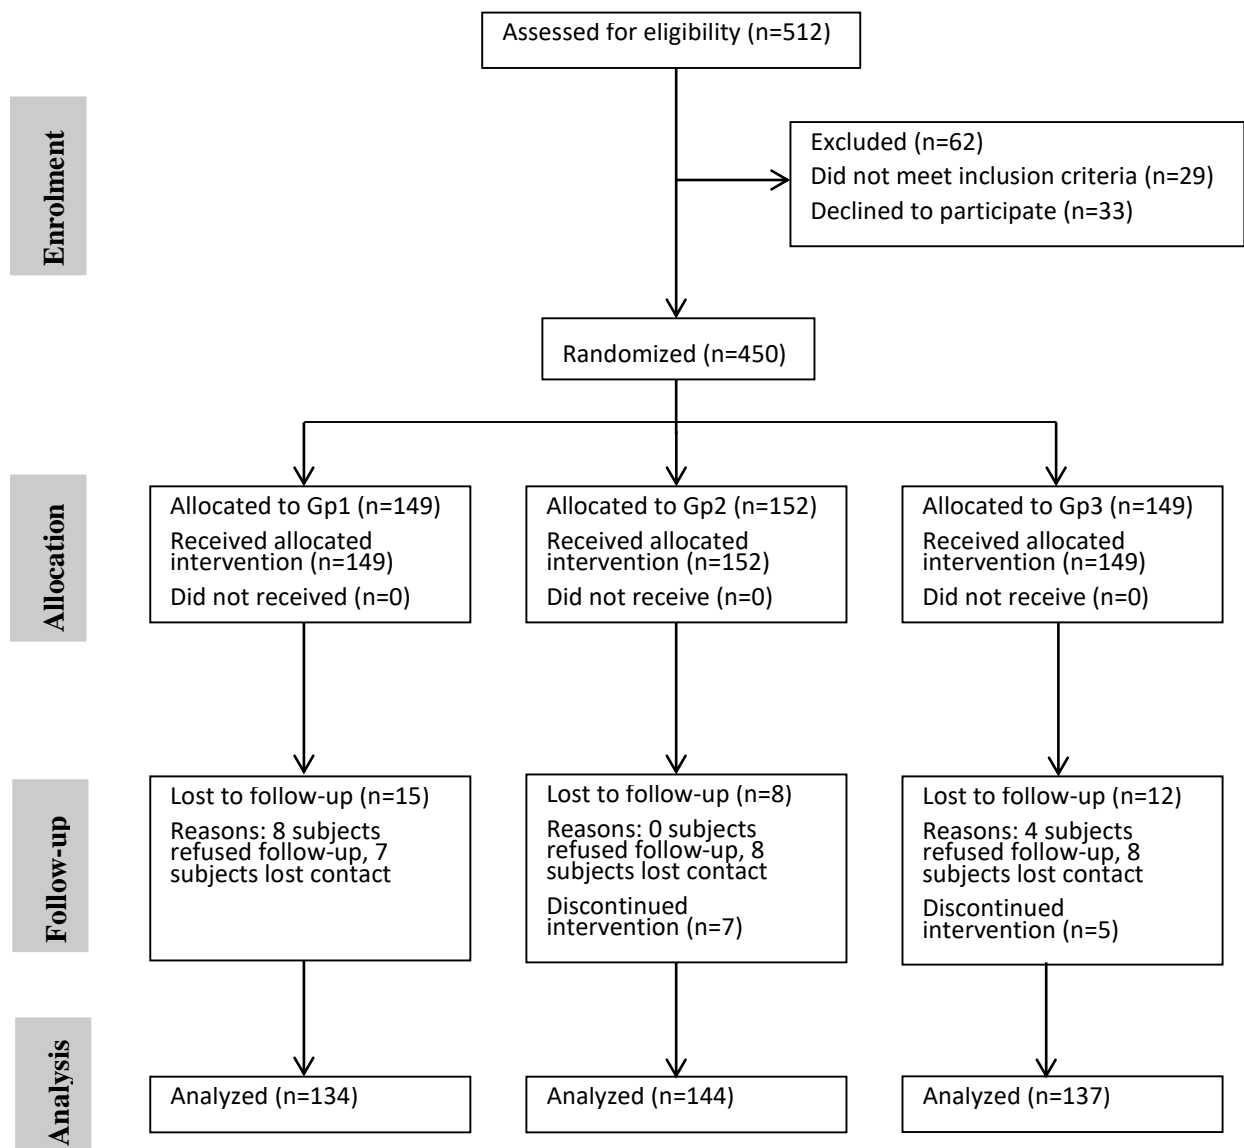 Assessed for eligibility (n=512)
Enrolment
Excluded (n=62)
Did not meet inclusion criteria (n=29)
Declined to participate (n=33)
Randomized (n=450)
Allocation
Allocated to Gp1 (n=149)
Received allocated
intervention (n=149)
Did not received (n=0)
Allocated to Gp2 (n=152)
Received allocated
intervention (n=152)
Did not receive (n=0)
Allocated to Gp3 (n=149)
Received allocated
intervention (n=149)
Did not receive (n=0)
Follow-up
Lost to follow-up (n=15)
Reasons: 8 subjects
refused follow-up, 7
subjects lost contact
Lost to follow-up (n=8)
Reasons: 0 subjects
refused follow-up, 8
subjects lost contact
Discontinued
intervention (n=7)
Lost to follow-up (n=12)
Reasons: 4 subjects
refused follow-up, 8
subjects lost contact
Discontinued
intervention (n=5)
Analysis
Analyzed (n=134)
Analyzed (n=144)
Analyzed (n=137)